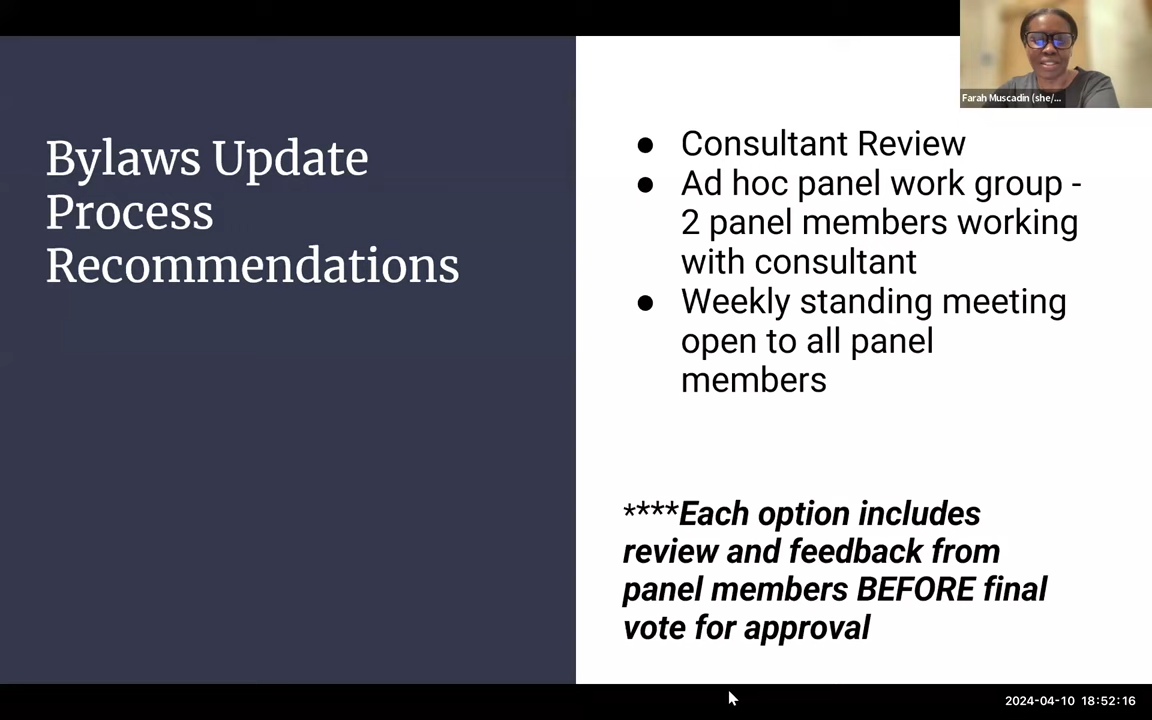 Bylaws Update
Process
Recommendations
● Consultant Review
● Ad hoc panel work group -
2 panel members working
with consultant
● Weekly standing meeting
open to all panel
members
****Each option includes
review and feedback from
panel members BEFORE final
vote for approval
Farah Muscadin (she/...
2024-04-10 18:52:16